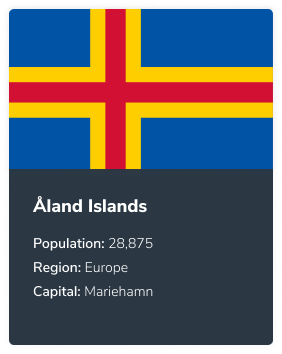 Åland Islands
Population: 28,875
Region: Europe
Capital: Mariehamn